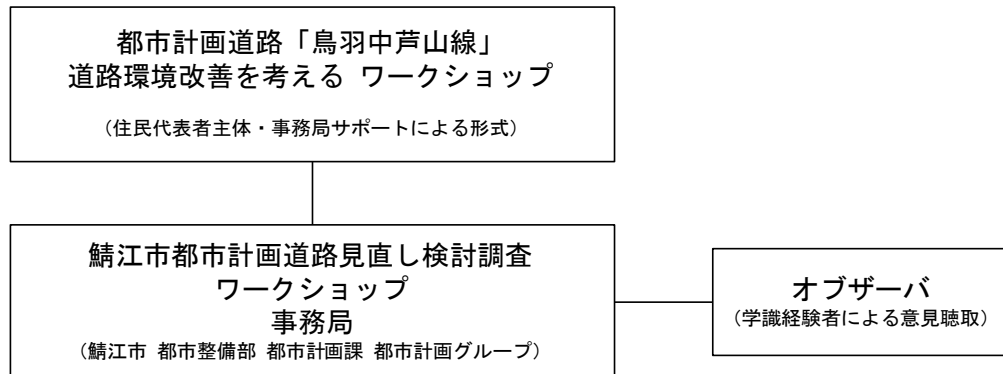 都市計画道路「鳥羽中芦山線」
道路環境改善を考える ワークショップ
（住民代表者主体・事務局サポートによる形式）
鯖江市都市計画道路見直し検討調査
ワークショップ
事務局
（鯖江市 都市整備部 都市計画課 都市計画グループ）
オブザーバ
（学識経験者による意見聴取）